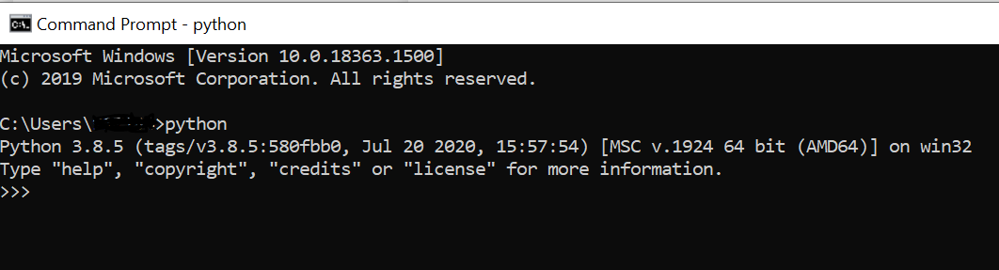 Command Prompt - python
Microsoft Windows [Version 10.0.18363.1500]
(c) 2019 Microsoft Corporation. All rights reserved.
C:\Users\>python
Python 3.8.5 (tags/v3.8.5:580fbb0, Jul 20 2020, 15:57:54) [MSC v.1924 64 bit (AMD64)] on win32
Type "help", "copyright", "credits" or "license" for more information.
>>>